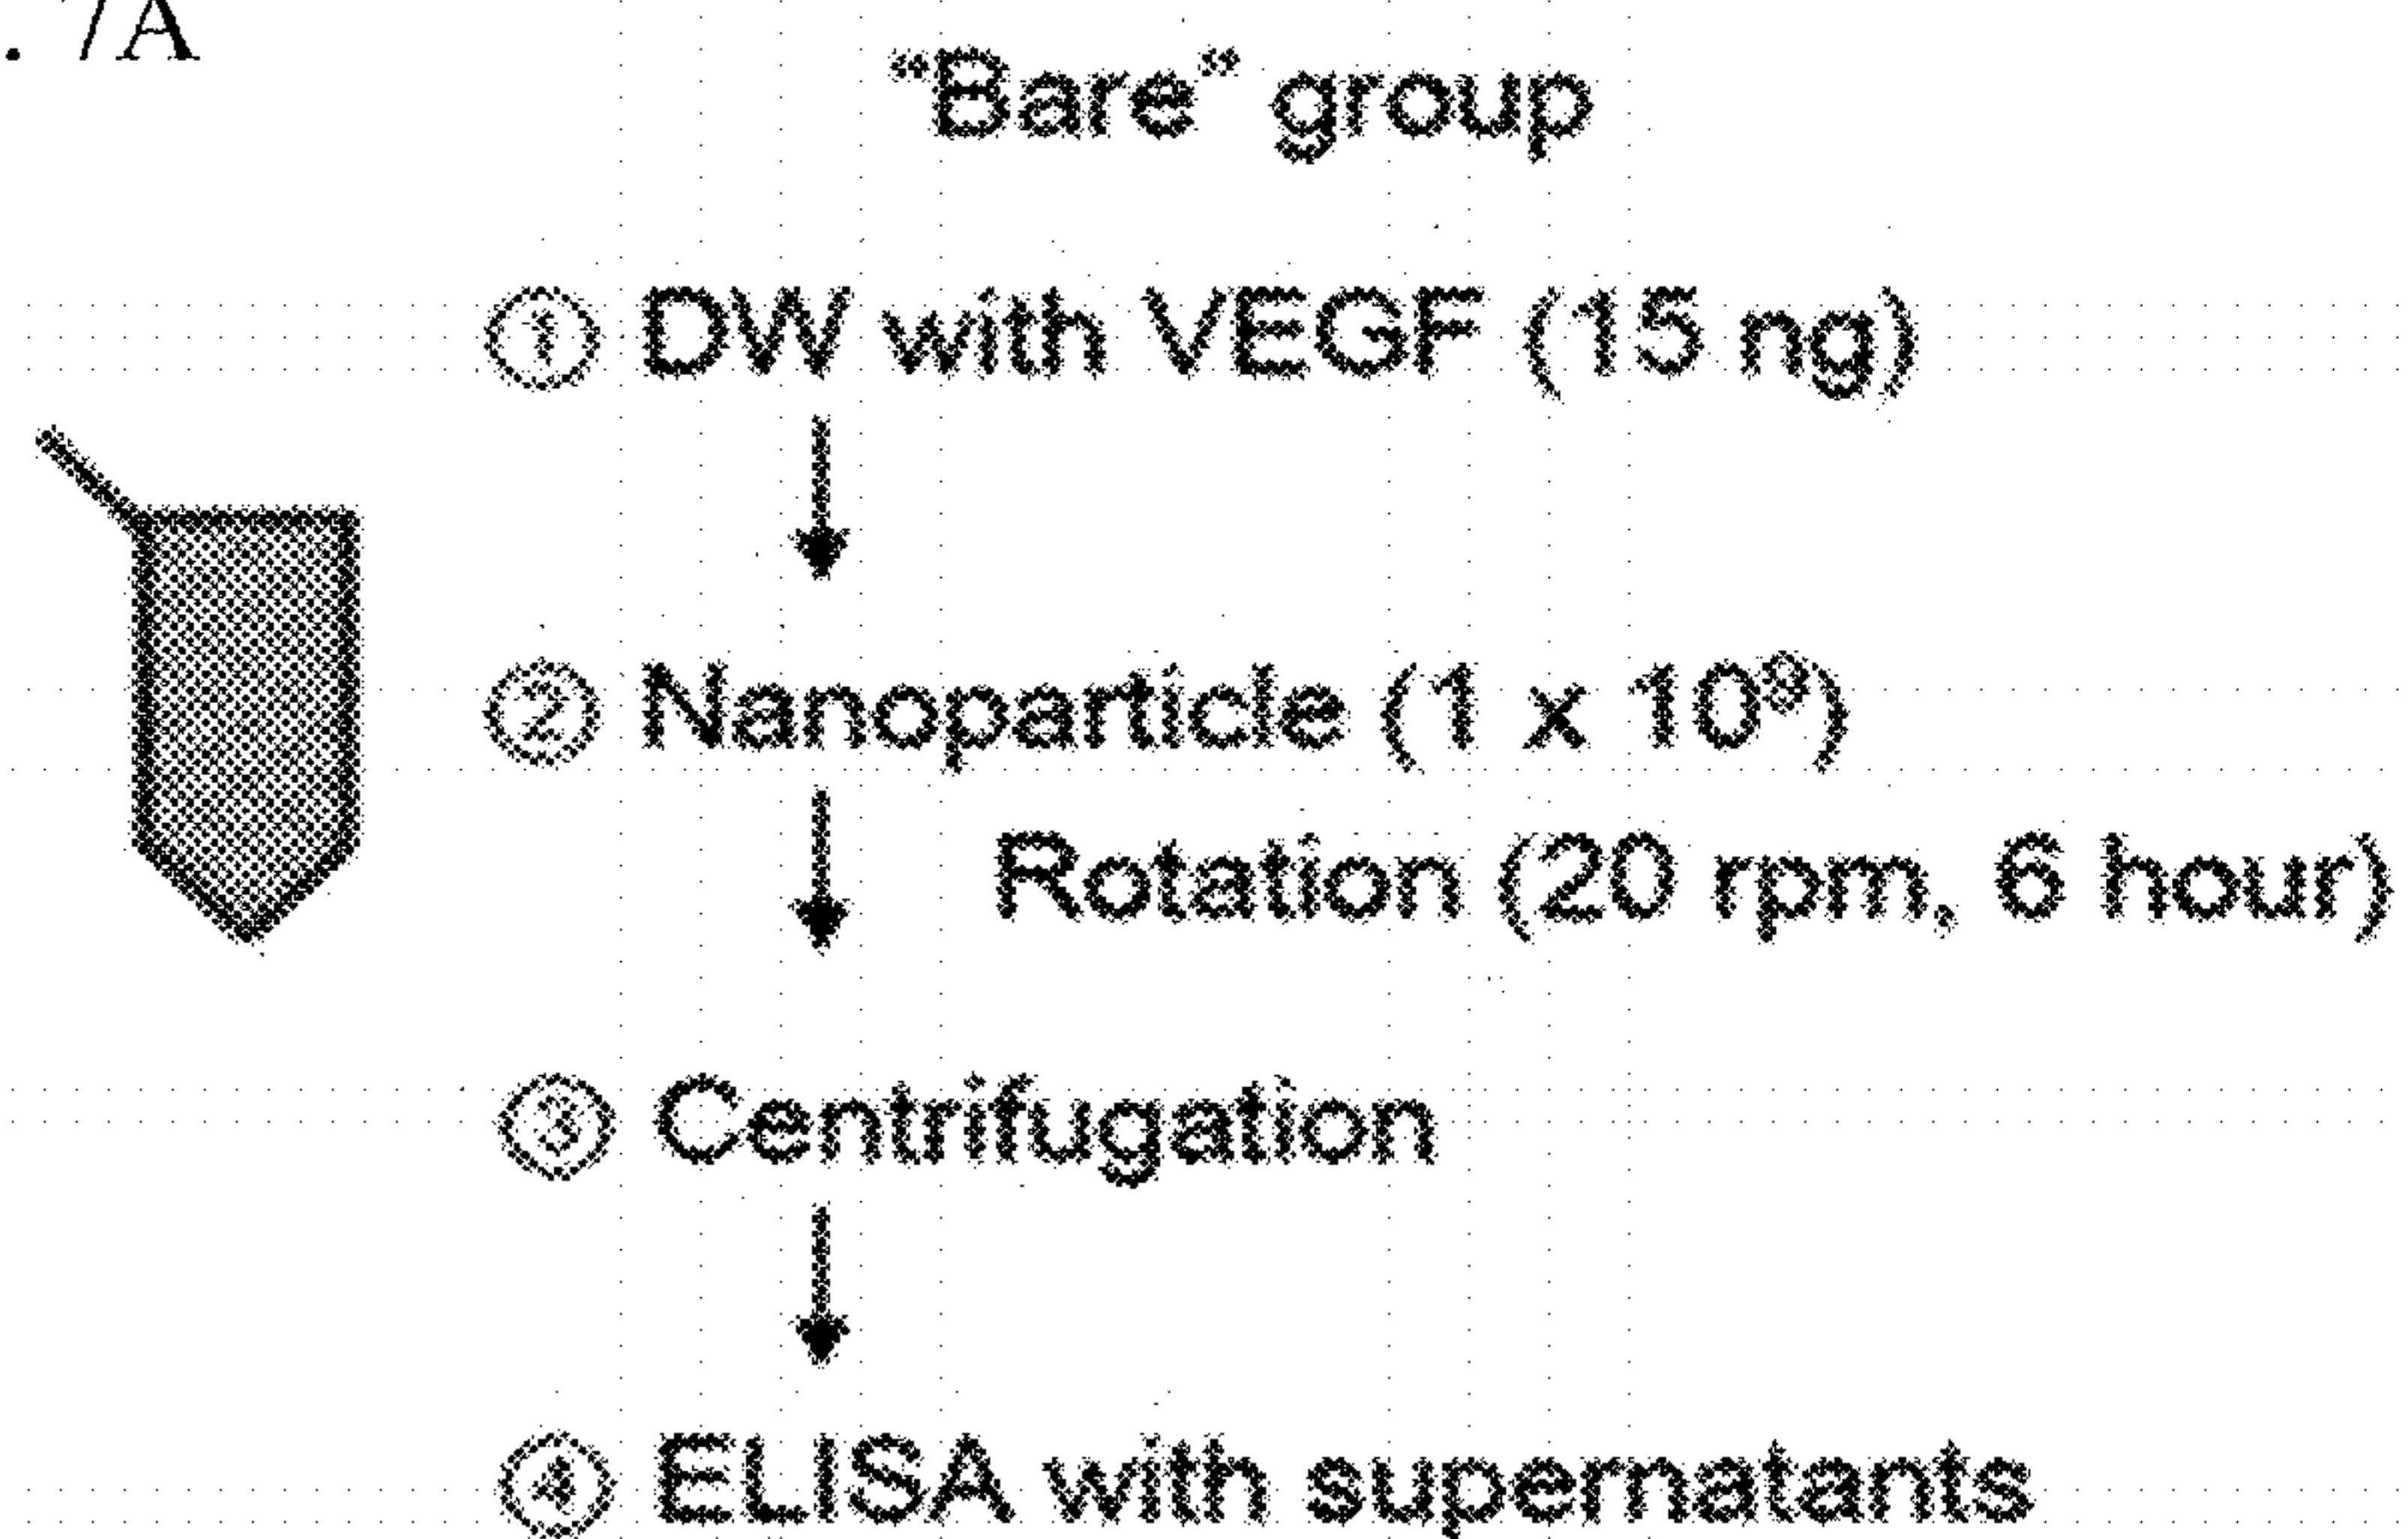 . 7A
“Bare” group
① DW with VEGF (15 ng)
② Nanoparticle (1 x 10⁹)
Rotation (20 rpm, 6 hour)
③ Centrifugation
④ ELISA with supernatants